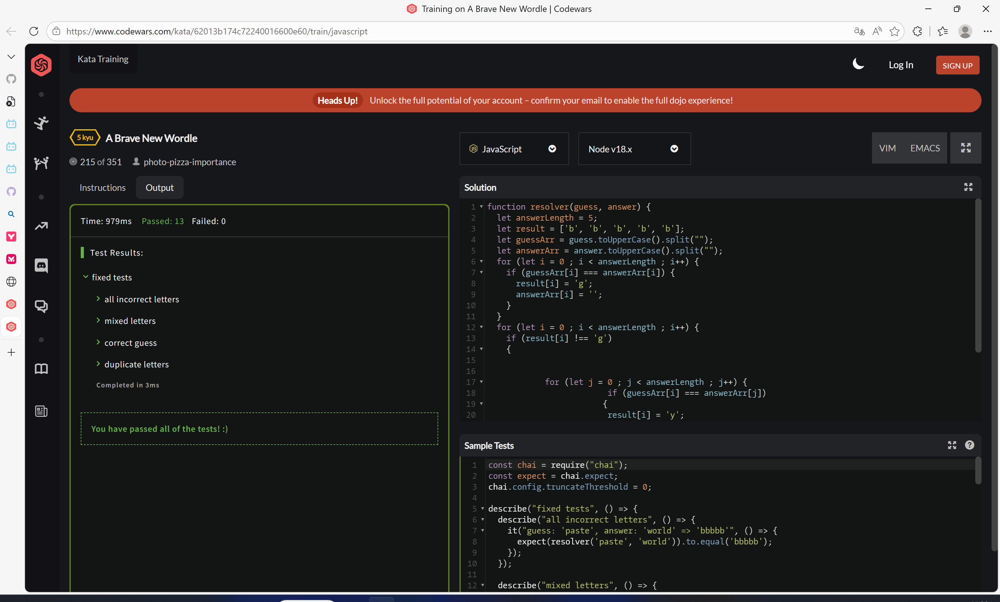 Training on A Brave New Wordle | Codewars
https://www.codewars.com/kata/62013b174c72240016600e60/train/javascript
Kata Training
Log In
SIGN UP
Heads Up! Unlock the full potential of your account – confirm your email to enable the full dojo experience!
5 kyu A Brave New Wordle
215 of 351 photo-pizza-importance
JavaScript
Node v18.x
VIM EMACS
Instructions Output
Time: 979ms Passed: 13 Failed: 0
Test Results:
fixed tests
all incorrect letters
mixed letters
correct guess
duplicate letters
Completed in 3ms
You have passed all of the tests! :)
Solution
1 function resolver(guess, answer) {
2 let answerLength = 5;
3 let result = ['b', 'b', 'b', 'b', 'b'];
4 let guessArr = guess.toUpperCase().split("");
5 let answerArr = answer.toUpperCase().split("");
6 for (let i = 0 ; i < answerLength ; i++) {
7 if (guessArr[i] === answerArr[i]) {
8 result[i] = 'g';
9 answerArr[i] = '';
10 }
11 }
12 for (let i = 0 ; i < answerLength ; i++) {
13 if (result[i] !== 'g')
14 {
15
16
17 for (let j = 0 ; j < answerLength ; j++) {
18 if (guessArr[i] === answerArr[j])
19 {
20 result[i] = 'y';
Sample Tests
1 const chai = require("chai");
2 const expect = chai.expect;
3 chai.config.truncateThreshold = 0;
4
5 describe("fixed tests", () => {
6 describe("all incorrect letters", () => {
7 it("guess: 'paste', answer: 'world' => 'bbbbb'", () => {
8 expect(resolver('paste', 'world')).to.equal('bbbbb');
9 });
10 });
11
12 describe("mixed letters", () => {